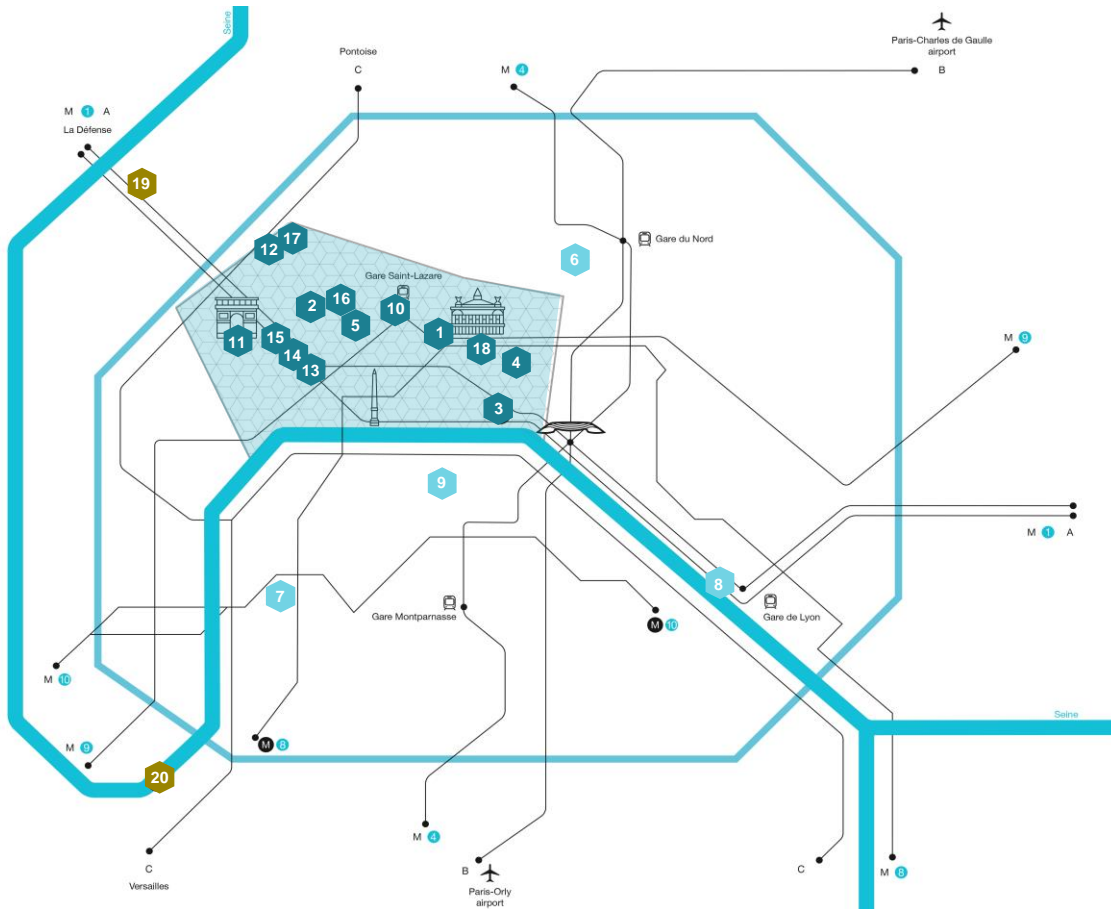 Seine
Paris-Charles de Gaulle
airport
B
Pontoise
C
M 4
M 1 A
La Défense
19
17
12
6
Gare du Nord
Gare Saint-Lazare
2
16
10
5
1
11
15
14
13
18
4
M 9
3
9
M 1 A
7
8
Gare Montparnasse
M 10
Gare de Lyon
M 10
Seine
M 9
M 8
20
M 4
C
Versailles
B
Paris-Orly
airport
C
M 8